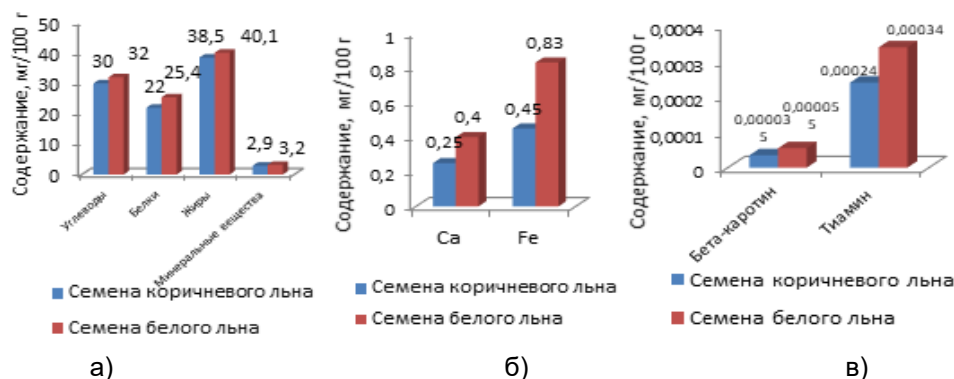 Содержание, мг/100 г
50
40
30
20
10
0
30
32
22
25,4
38,5
40,1
2,9
3,2
Углеводы
Белки
Жиры
Минеральные вещества
Семена коричневого льна
Семена белого льна
а)
Содержание, мг/100 г
1
0,8
0,6
0,4
0,2
0
0,25
0,4
0,45
0,83
Ca
Fe
Семена коричневого льна
Семена белого льна
б)
Содержание, мг/100 г
0,0004
0,0003
0,0002
0,0001
0
0,00003
5
0,00005
5
0,00024
0,00034
Бета-каротин
Тиамин
Семена коричневого льна
Семена белого льна
в)